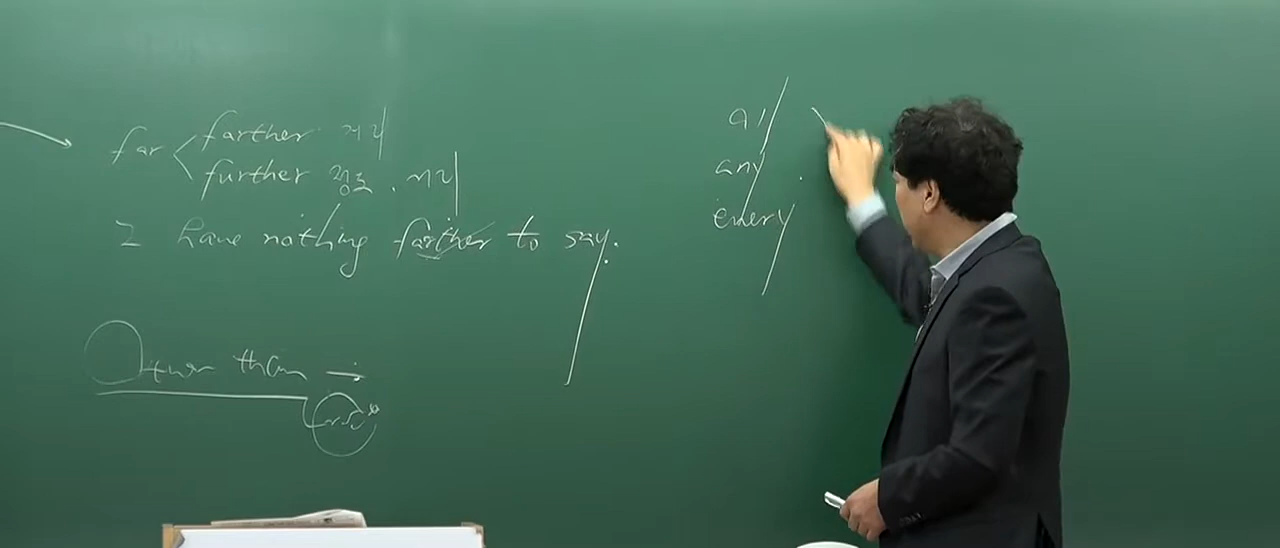 far < farther 거리
further 정도. 거리
I have nothing farther to say.
other than
all
any
every